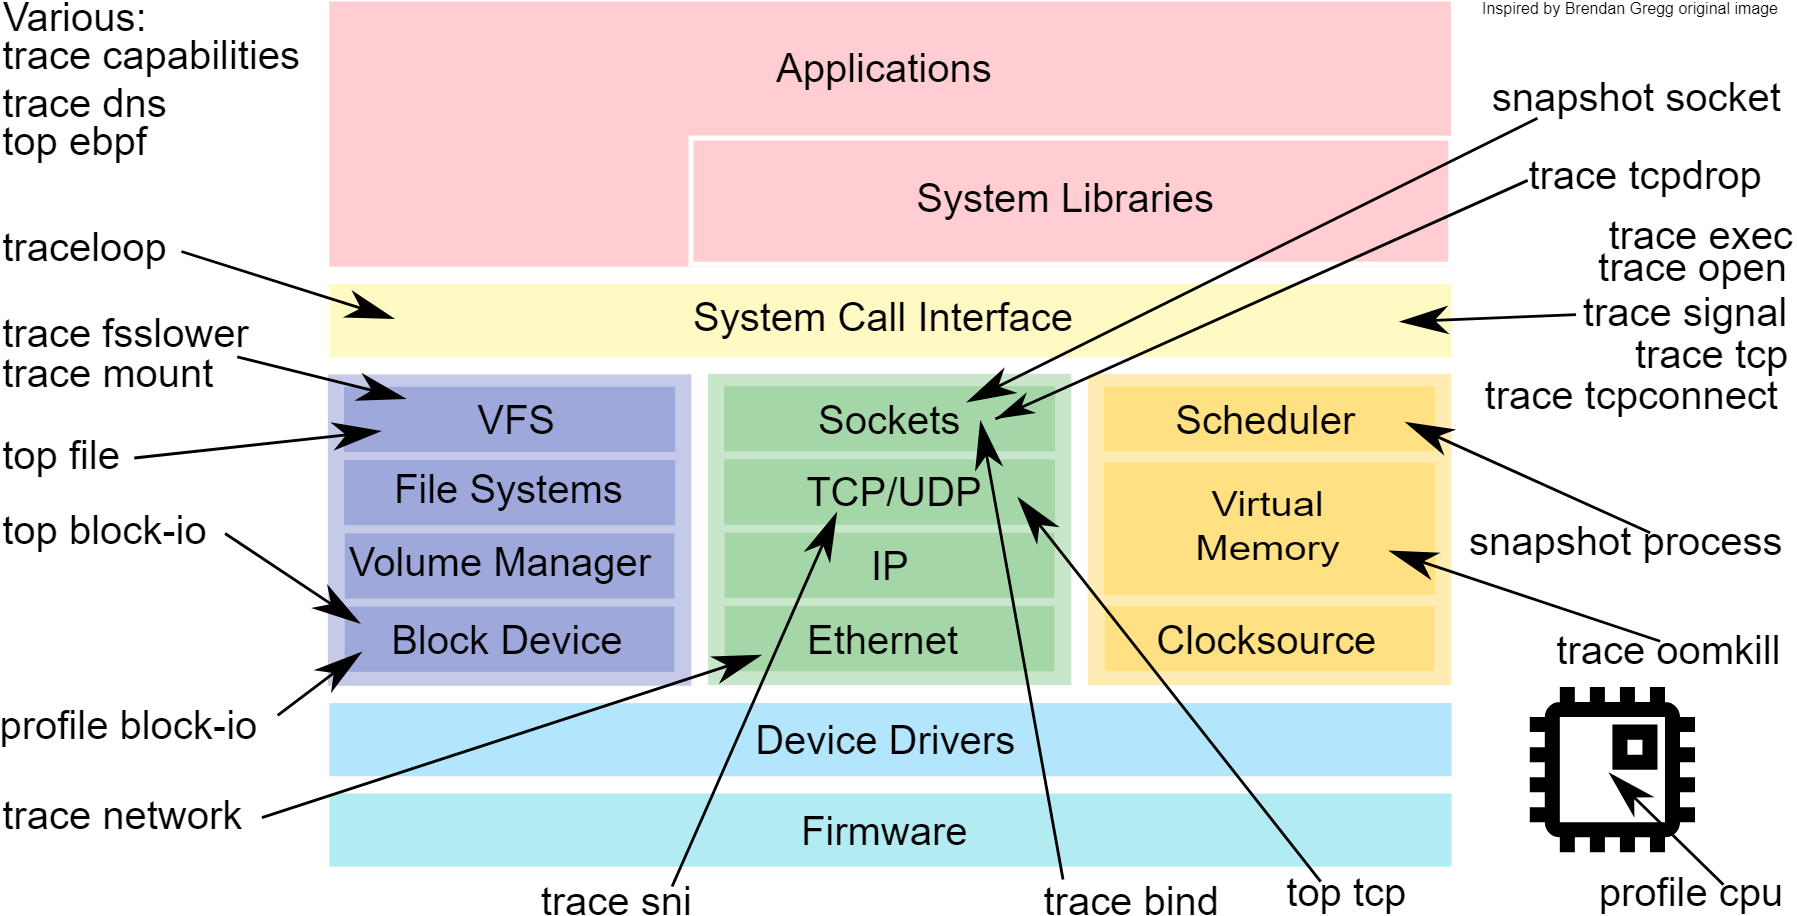 Various:
trace capabilities
trace dns
top ebpf
traceloop
trace fsslower
trace mount
top file
top block-io
profile block-io
trace network
Applications
System Libraries
System Call Interface
VFS
File Systems
Volume Manager
Block Device
Sockets
TCP/UDP
IP
Ethernet
Scheduler
Virtual
Memory
Clocksource
Device Drivers
Firmware
trace sni
trace bind
top tcp
Inspired by Brendan Gregg original image
snapshot socket
trace tcpdrop
trace exec
trace open
trace signal
trace tcp
trace tcpconnect
snapshot process
trace oomkill
profile cpu